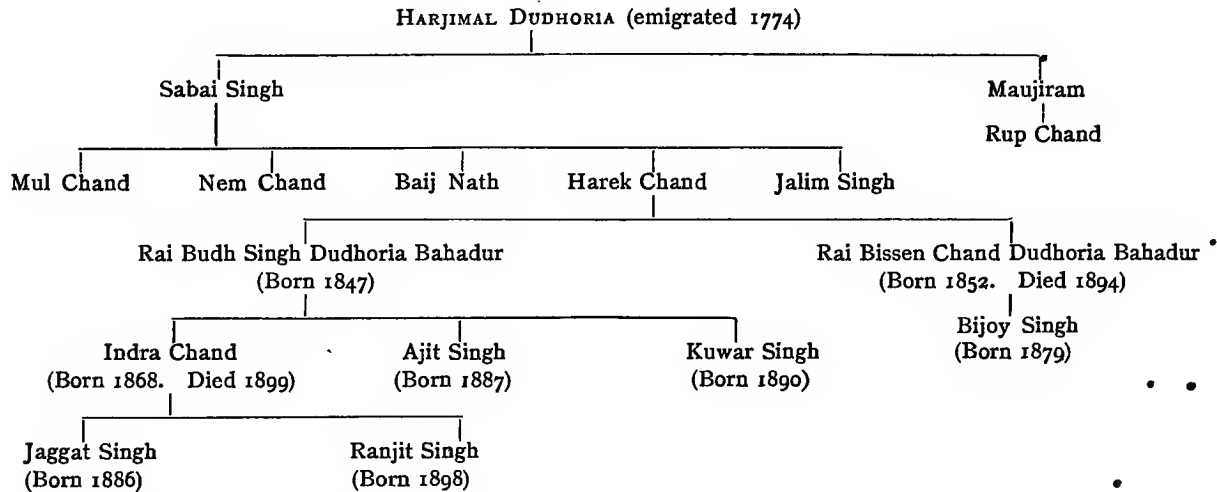 HARJIMAL DUDHORIA (emigrated 1774)
Sabai Singh Maujiram
Rup Chand
Mul Chand Nem Chand Baij Nath Harek Chand Jalim Singh
Rai Budh Singh Dudhoria Bahadur Rai Bissen Chand Dudhoria Bahadur
(Born 1847) (Born 1852. Died 1894)
Indra Chand Ajit Singh Kuwar Singh Bijoy Singh
(Born 1868. Died 1899) (Born 1887) (Born 1890) (Born 1879)
Jaggat Singh Ranjit Singh
(Born 1886) (Born 1898)